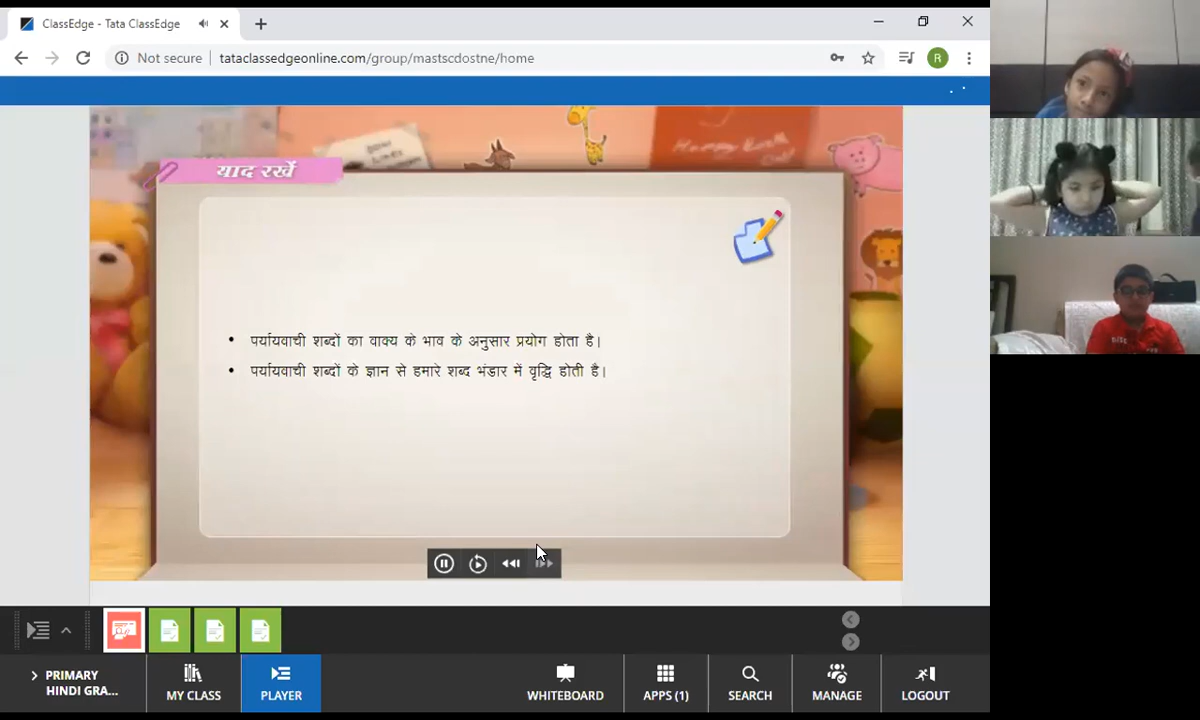 ClassEdge - Tata ClassEdge
Not secure
tataclassedgeonline.com/group/mastscdostne/home
R
याद रखें
पर्यायवाची शब्दों का वाक्य के भाव के अनुसार प्रयोग होता है।
पर्यायवाची शब्दों के ज्ञान से हमारे शब्द भंडार में वृद्धि होती है।
PRIMARY
HINDI GRA...
MY CLASS
PLAYER
WHITEBOARD
APPS (1)
SEARCH
MANAGE
LOGOUT